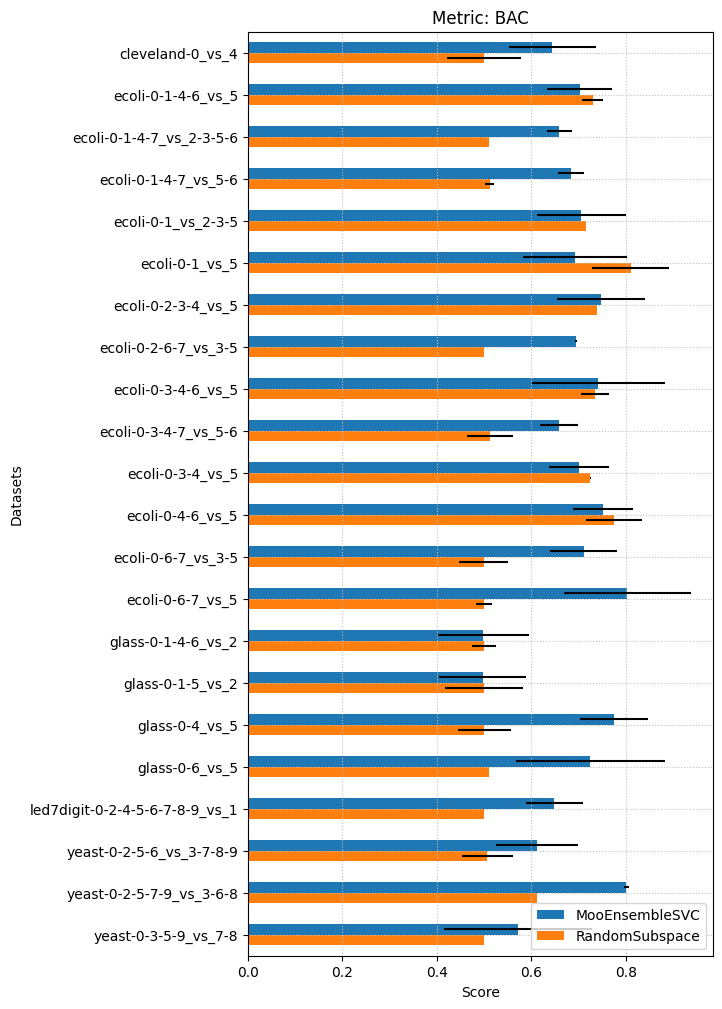 Metric: BAC
cleveland-0_vs_4
ecoli-0-1-4-6_vs_5
ecoli-0-1-4-7_vs_2-3-5-6
ecoli-0-1-4-7_vs_5-6
ecoli-0-1_vs_2-3-5
ecoli-0-1_vs_5
ecoli-0-2-3-4_vs_5
ecoli-0-2-6-7_vs_3-5
ecoli-0-3-4-6_vs_5
ecoli-0-3-4-7_vs_5-6
ecoli-0-3-4_vs_5
ecoli-0-4-6_vs_5
ecoli-0-6-7_vs_3-5
ecoli-0-6-7_vs_5
glass-0-1-4-6_vs_2
glass-0-1-5_vs_2
glass-0-4_vs_5
glass-0-6_vs_5
led7digit-0-2-4-5-6-7-8-9_vs_1
yeast-0-2-5-6_vs_3-7-8-9
yeast-0-2-5-7-9_vs_3-6-8
yeast-0-3-5-9_vs_7-8
Datasets
MooEnsembleSVC
RandomSubspace
0.0 0.2 0.4 0.6 0.8
Score